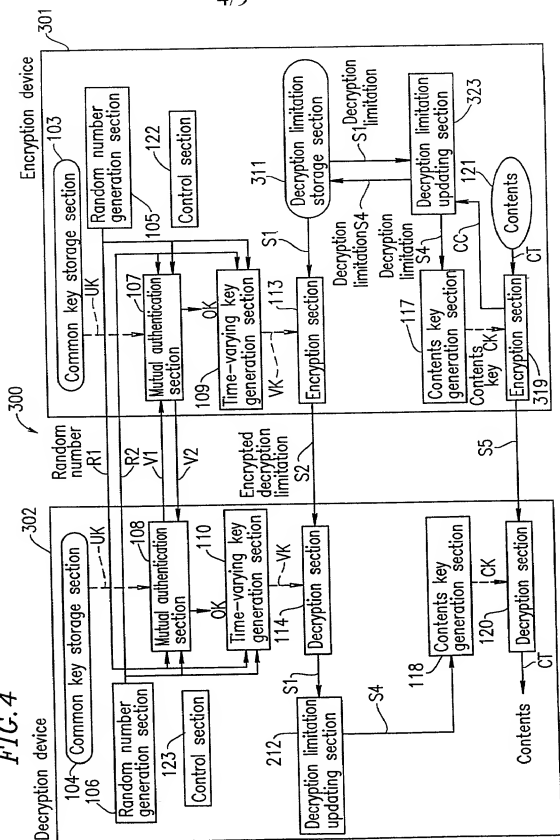 4/9
FIG. 4
300
Decryption device
302
104
Common key storage section
UK
106
Random number
generation section
108
Mutual authentication
section
OK
123
Control section
110
Time-varying key
generation section
VK
114
Decryption section
S1
212
Decryption limitation
updating section
S4
118
Contents key
generation section
CK
120
Decryption section
CT
Contents
Random
number
R1
R2
V1
V2
Encrypted
decryption
limitation
S2
S5
Encryption device
301
103
Common key storage section
UK
Random number
generation section
105
107
Mutual authentication
section
OK
122
Control section
109
Time-varying key
generation section
VK
113
Encryption section
S1
311
Decryption limitation
storage section
S1
Decryption
limitation
Decryption
limitation
S4
323
Decryption limitation
updating section
Decryption
limitation
S4
117
Contents key
generation section
Contents
key
CK
CC
121
Contents
CT
Encryption section
319